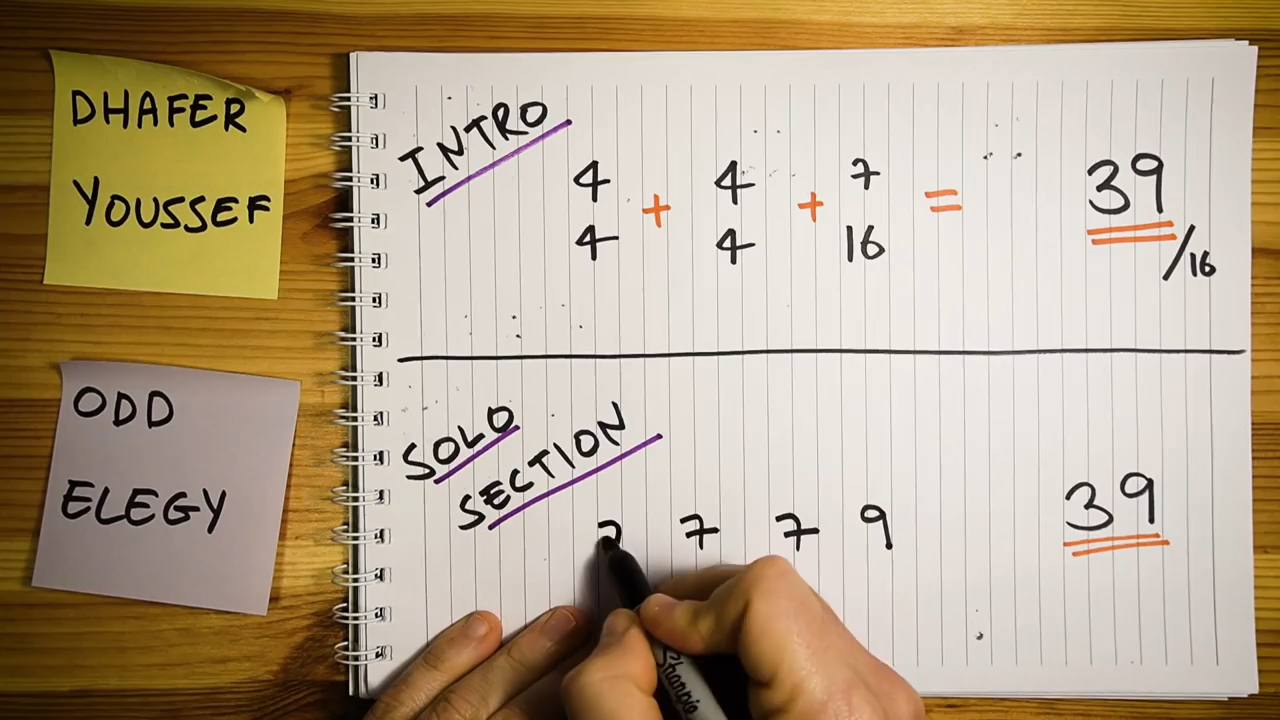 DHAFER
YOUSSEF
ODD
ELEGY
INTRO
4 + 4 + 7 = 39
4 4 16 /16
SOLO
SECTION
7 7 9 39
Sharpie